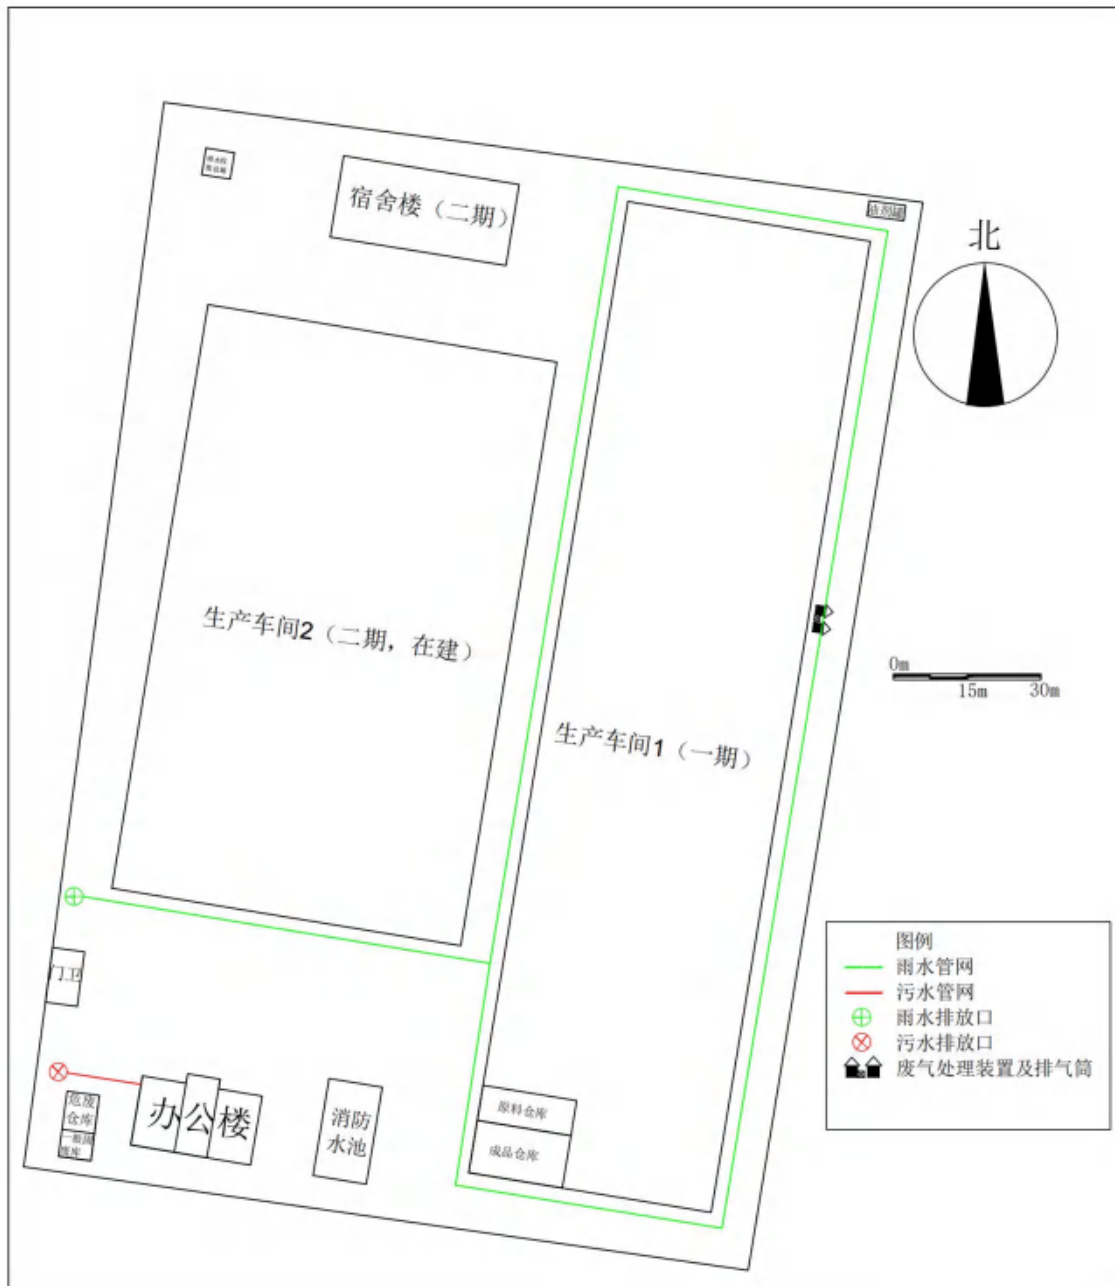 宿舍楼（二期）
油剂罐
北
生产车间2（二期，在建）
0m
15m
30m
生产车间1（一期）
图例
雨水管网
污水管网
雨水排放口
污水排放口
废气处理装置及排气筒
门卫
危废
仓库
办公楼
消防
水池
原料仓库
成品仓库